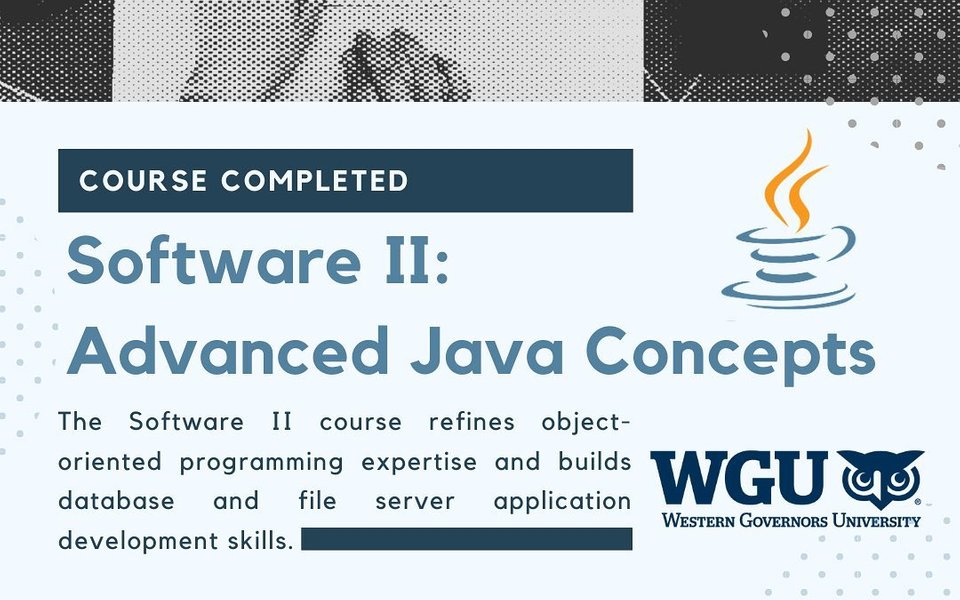 COURSE COMPLETED
Software II:
Advanced Java Concepts
The Software II course refines object-
oriented programming expertise and builds
database and file server application
development skills.
WGU
®
WESTERN GOVERNORS UNIVERSITY